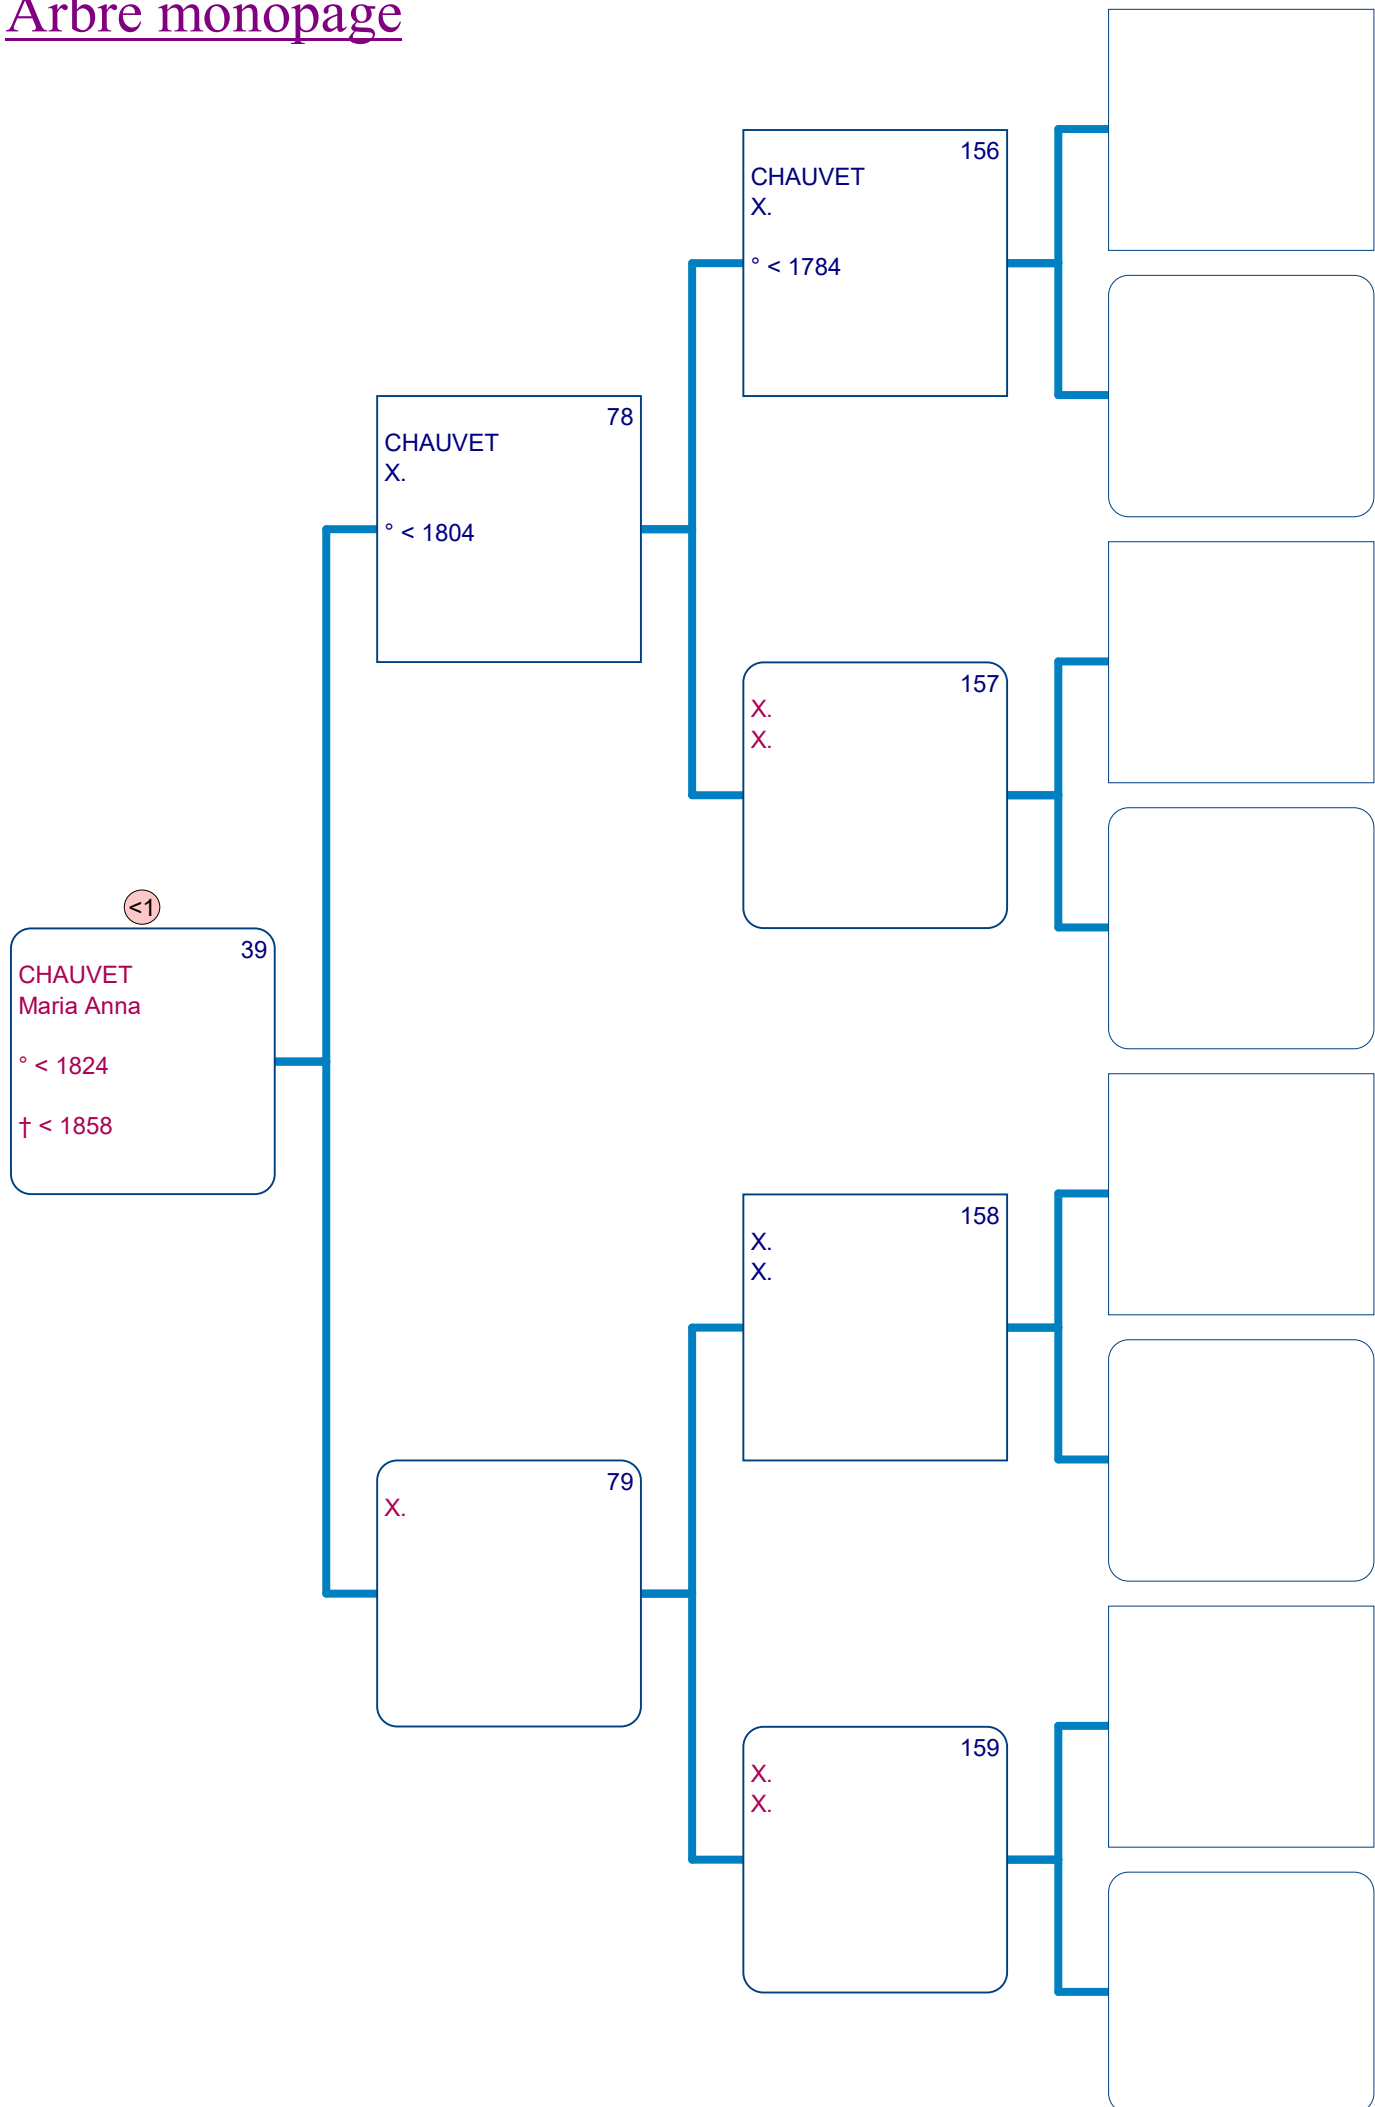 Arbre monopage
156
CHAUVET
X.
° < 1784
78
CHAUVET
X.
° < 1804
157
X.
X.
<1
39
CHAUVET
Maria Anna
° < 1824
† < 1858
158
X.
X.
79
X.
159
X.
X.